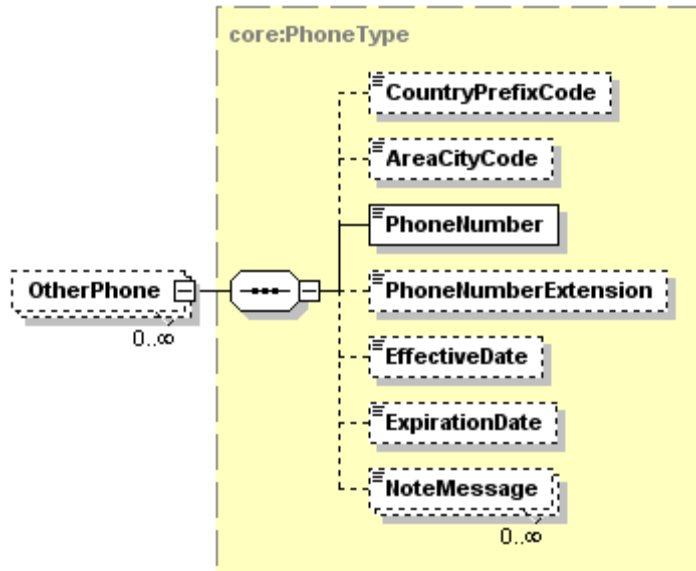 core:PhoneType
CountryPrefixCode
AreaCityCode
PhoneNumber
OtherPhone
0..∞
PhoneNumberExtension
EffectiveDate
ExpirationDate
NoteMessage
0..∞